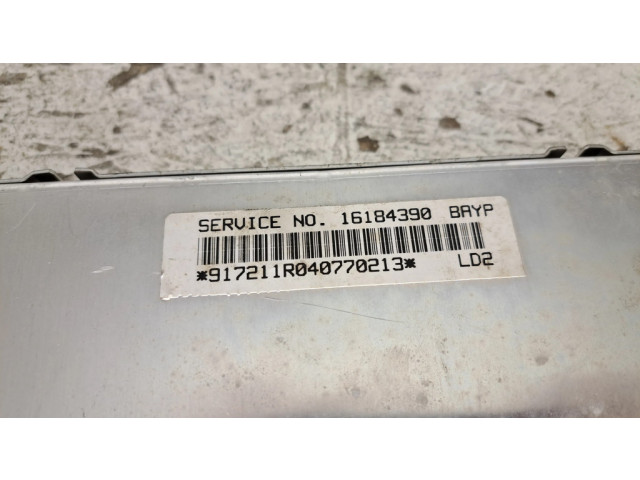 SERVICE NO. 16184390 BAYP
*917211R040770213* LD2